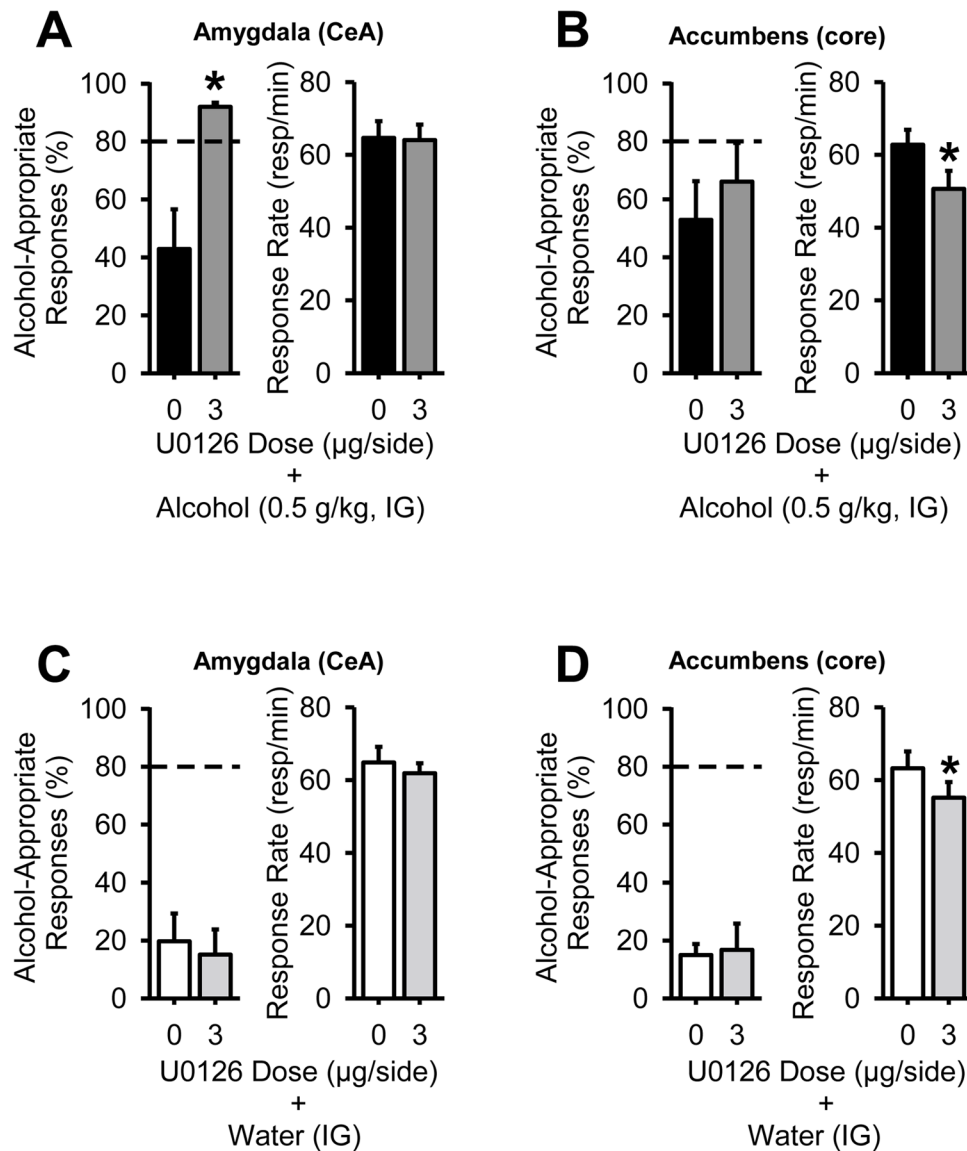 A
Amygdala (CeA)
Alcohol-Appropriate
Responses (%)
100
80
60
40
20
0
*
0 3
Response Rate (resp/min)
80
60
40
20
0
0 3
U0126 Dose (µg/side)
+
Alcohol (0.5 g/kg, IG)
B
Accumbens (core)
Alcohol-Appropriate
Responses (%)
100
80
60
40
20
0
0 3
Response Rate (resp/min)
80
60
40
20
0
*
0 3
U0126 Dose (µg/side)
+
Alcohol (0.5 g/kg, IG)
C
Amygdala (CeA)
Alcohol-Appropriate
Responses (%)
100
80
60
40
20
0
0 3
Response Rate (resp/min)
80
60
40
20
0
0 3
U0126 Dose (µg/side)
+
Water (IG)
D
Accumbens (core)
Alcohol-Appropriate
Responses (%)
100
80
60
40
20
0
0 3
Response Rate (resp/min)
80
60
40
20
0
*
0 3
U0126 Dose (µg/side)
+
Water (IG)